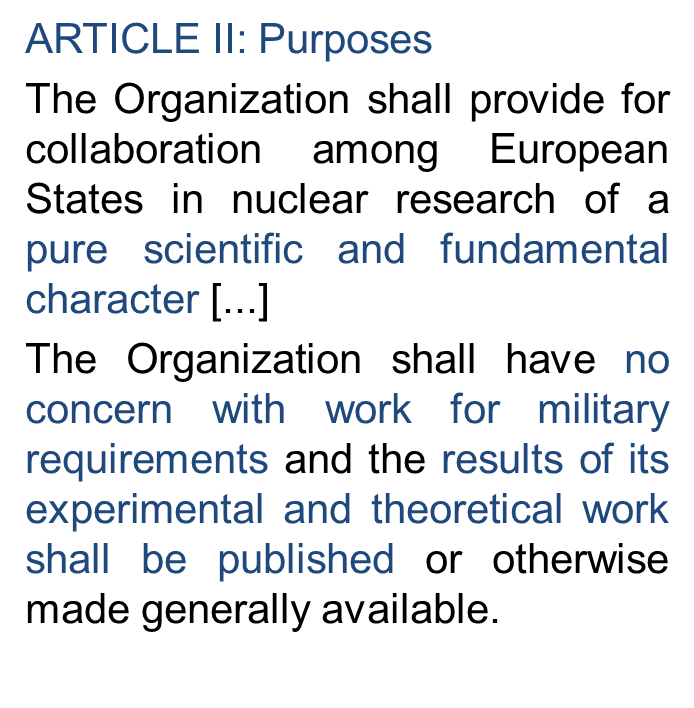 ARTICLE II: Purposes
The Organization shall provide for
collaboration among European
States in nuclear research of a
pure scientific and fundamental
character [...]
The Organization shall have no
concern with work for military
requirements and the results of its
experimental and theoretical work
shall be published or otherwise
made generally available.